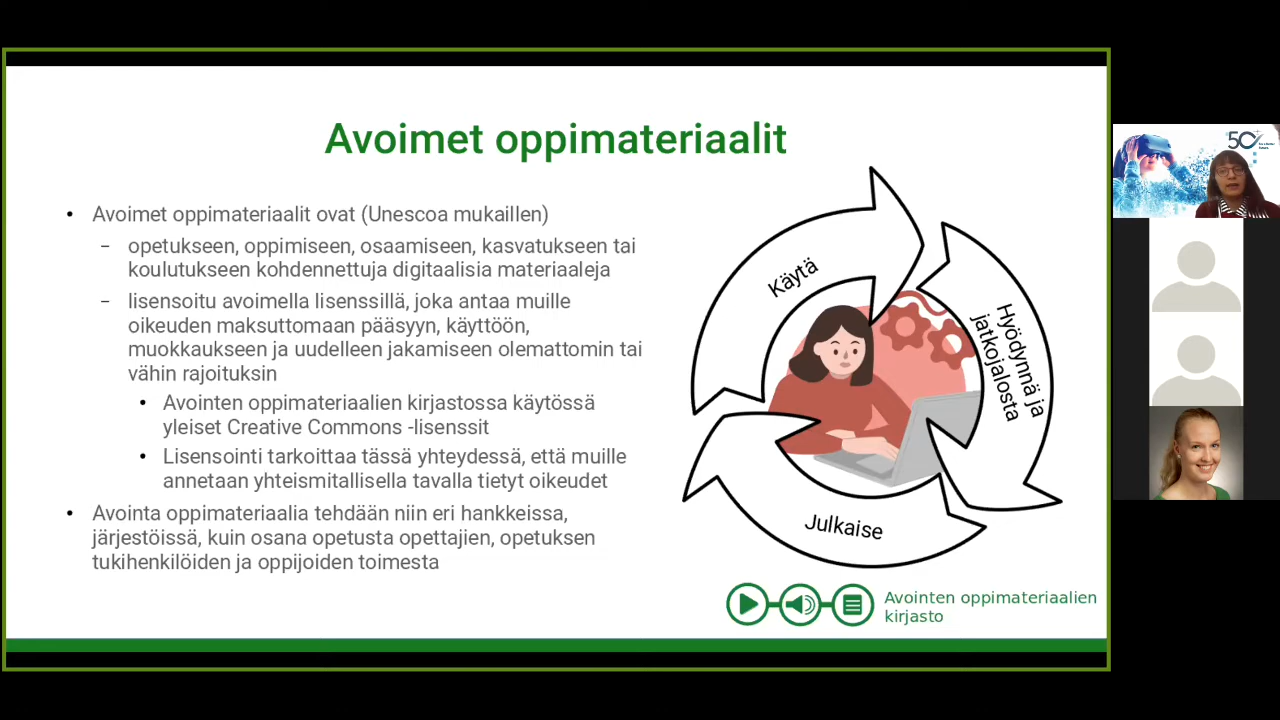 Avoimet oppimateriaalit
• Avoimet oppimateriaalit ovat (Unescoa mukaillen)
– opetukseen, oppimiseen, osaamiseen, kasvatukseen tai
koulutukseen kohdennettuja digitaalisia materiaaleja
– lisensoitu avoimella lisenssillä, joka antaa muille
oikeuden maksuttomaan pääsyyn, käyttöön,
muokkaukseen ja uudelleen jakamiseen olemattomin tai
vähin rajoituksin
• Avointen oppimateriaalien kirjastossa käytössä
yleiset Creative Commons -lisenssit
• Lisensointi tarkoittaa tässä yhteydessä, että muille
annetaan yhteismitallisella tavalla tietyt oikeudet
• Avointa oppimateriaalia tehdään niin eri hankkeissa,
järjestöissä, kuin osana opetusta opettajien, opetuksen
tukihenkilöiden ja oppijoiden toimesta
Käytä
Hyödynnä ja
jatkojalosta
Julkaise
Avointen oppimateriaalien
kirjasto
50